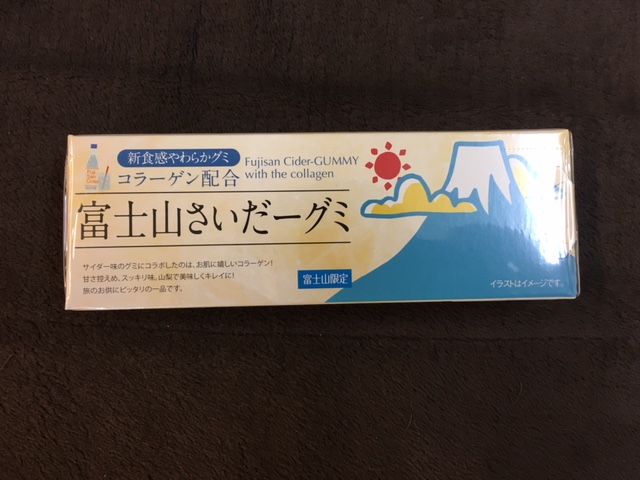 新食感やわらかグミ
コラーゲン配合
Fujisan Cider-GUMMY
with the collagen
富士山さいだーグミ
サイダー味のグミにコラボしたのは、お肌に嬉しいコラーゲン!
甘さ控えめ、スッキリ味。山梨で美味しくキレイに!
旅のお供にピッタリの一品です。
富士山限定
イラストはイメージです。